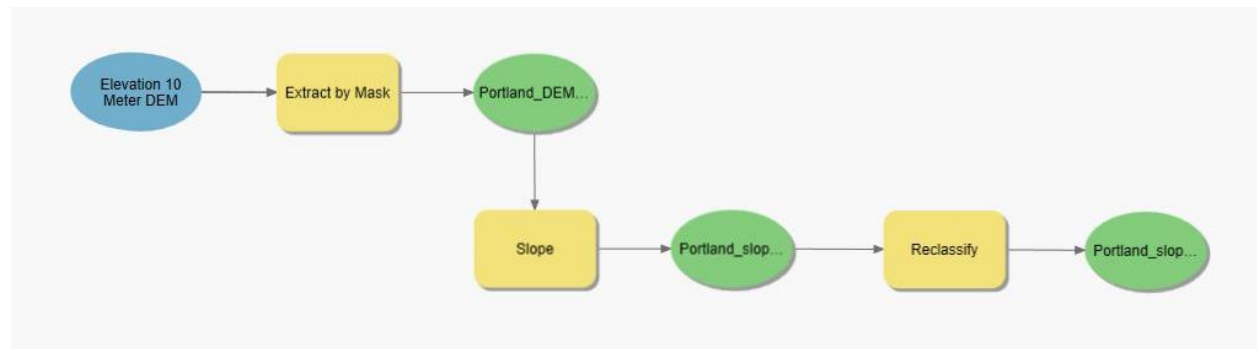 Elevation 10
Meter DEM
Extract by Mask
Portland_DEM...
Slope
Portland_slop...
Reclassify
Portland_slop...